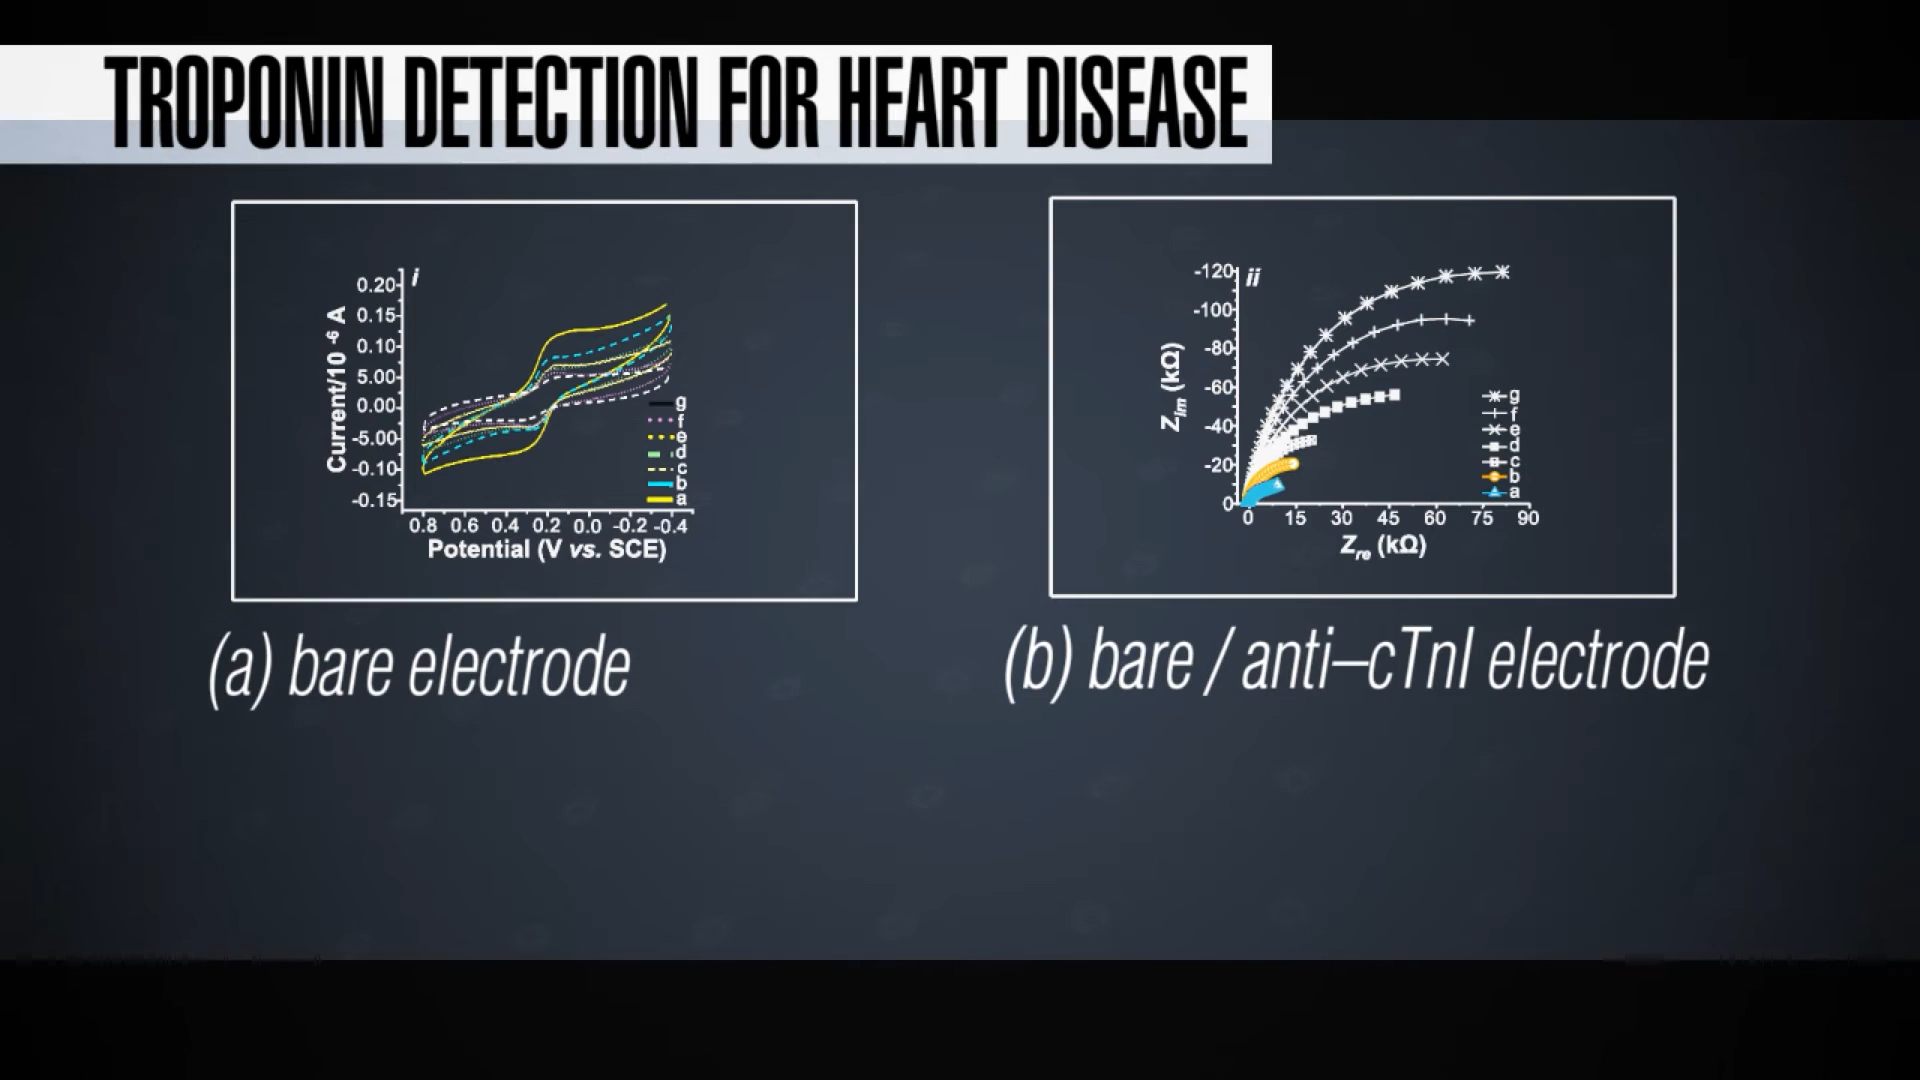 TROPONIN DETECTION FOR HEART DISEASE
i
0.20
0.15
0.10
5.00
0.00
-5.00
-0.10
-0.15
Current/10 -6 A
0.8 0.6 0.4 0.2 0.0 -0.2 -0.4
Potential (V vs. SCE)
g
f
e
d
c
b
a
ii
-120
-100
-80
-60
-40
-20
0
Zim (kΩ)
0 15 30 45 60 75 90
Zre (kΩ)
g
f
e
d
c
b
a
(a) bare electrode
(b) bare / anti–cTnI electrode